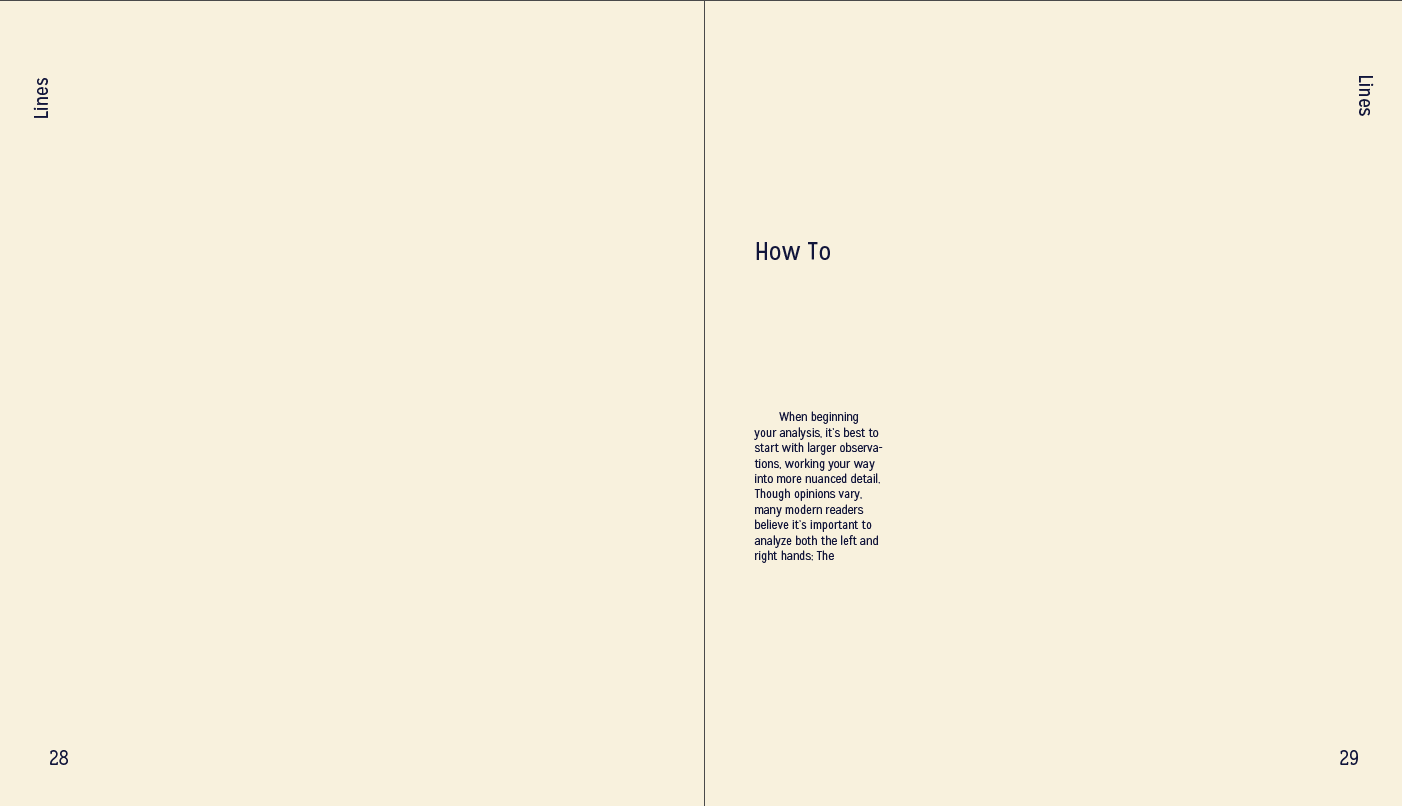 Lines
28
Lines
How To
When beginning
your analysis, it's best to
start with larger observa-
tions, working your way
into more nuanced detail.
Though opinions vary,
many modern readers
believe it's important to
analyze both the left and
right hands; The
29